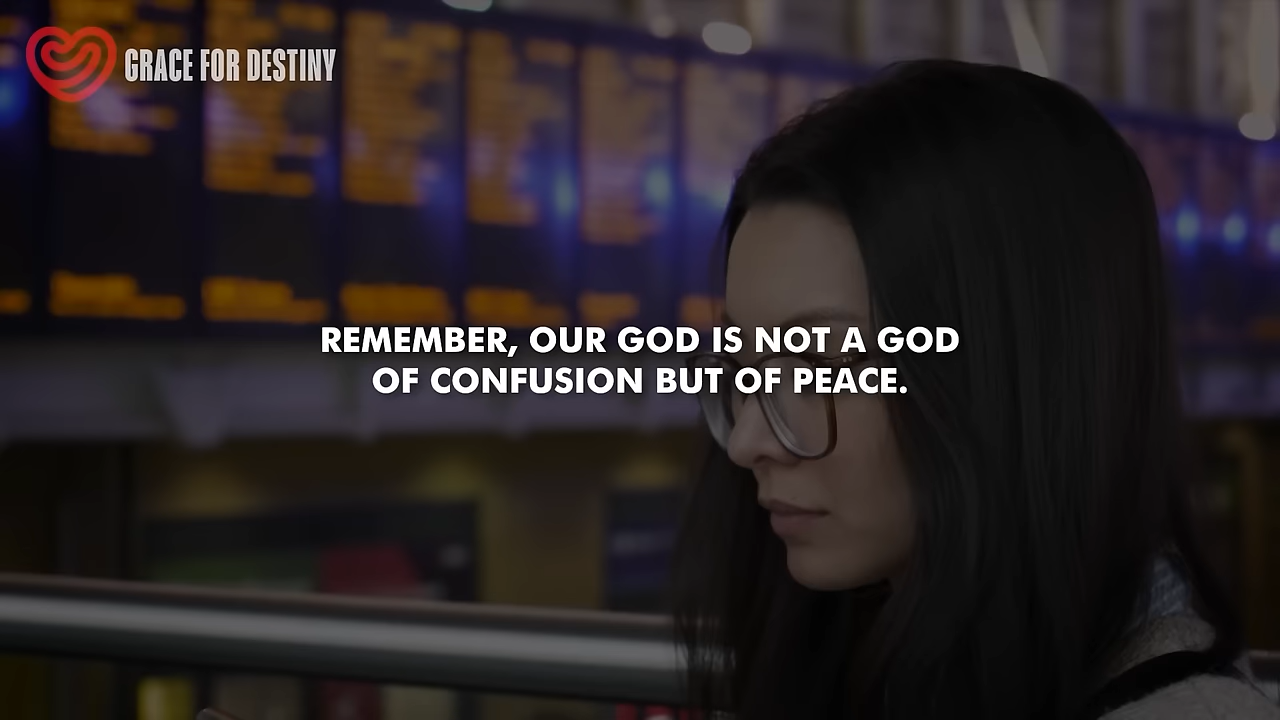 GRACE FOR DESTINY
REMEMBER, OUR GOD IS NOT A GOD
OF CONFUSION BUT OF PEACE.